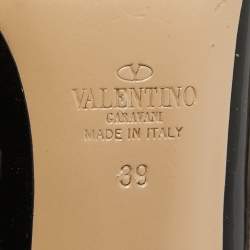 VALENTINO
GARAVANI
MADE IN ITALY
39